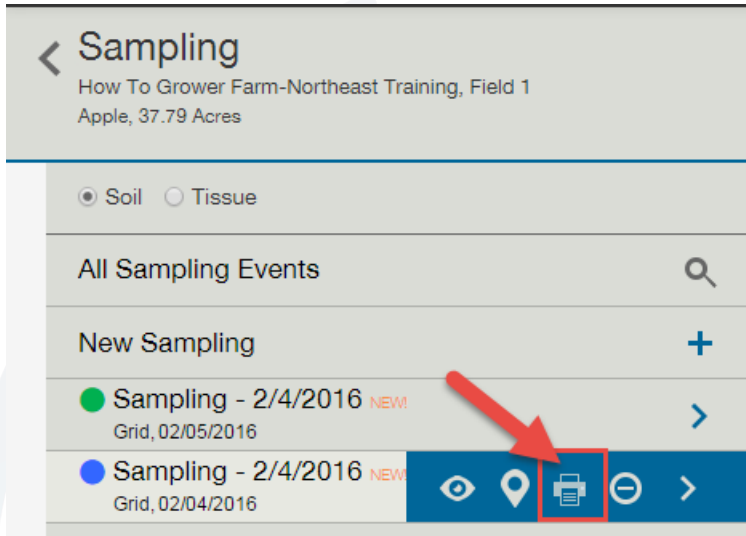 Sampling
How To Grower Farm-Northeast Training, Field 1
Apple, 37.79 Acres
Soil Tissue
All Sampling Events
New Sampling
Sampling - 2/4/2016 NEW!
Grid, 02/05/2016
Sampling - 2/4/2016 NEW!
Grid, 02/04/2016